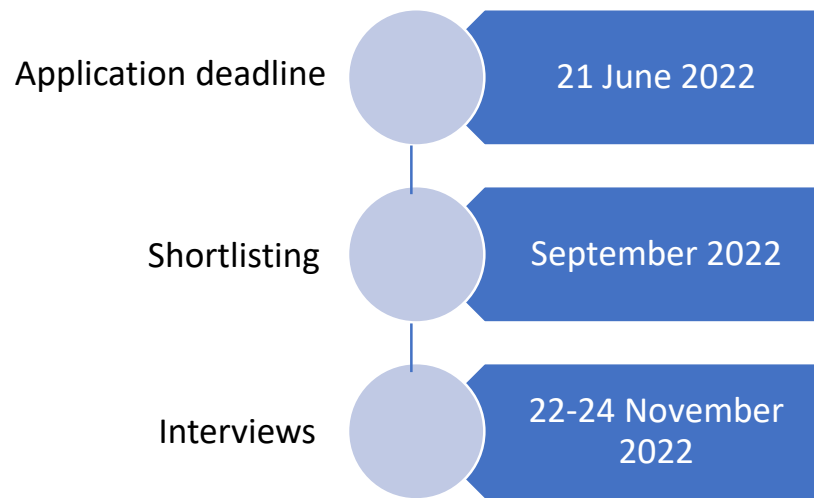 Application deadline
21 June 2022
Shortlisting
September 2022
Interviews
22-24 November
2022